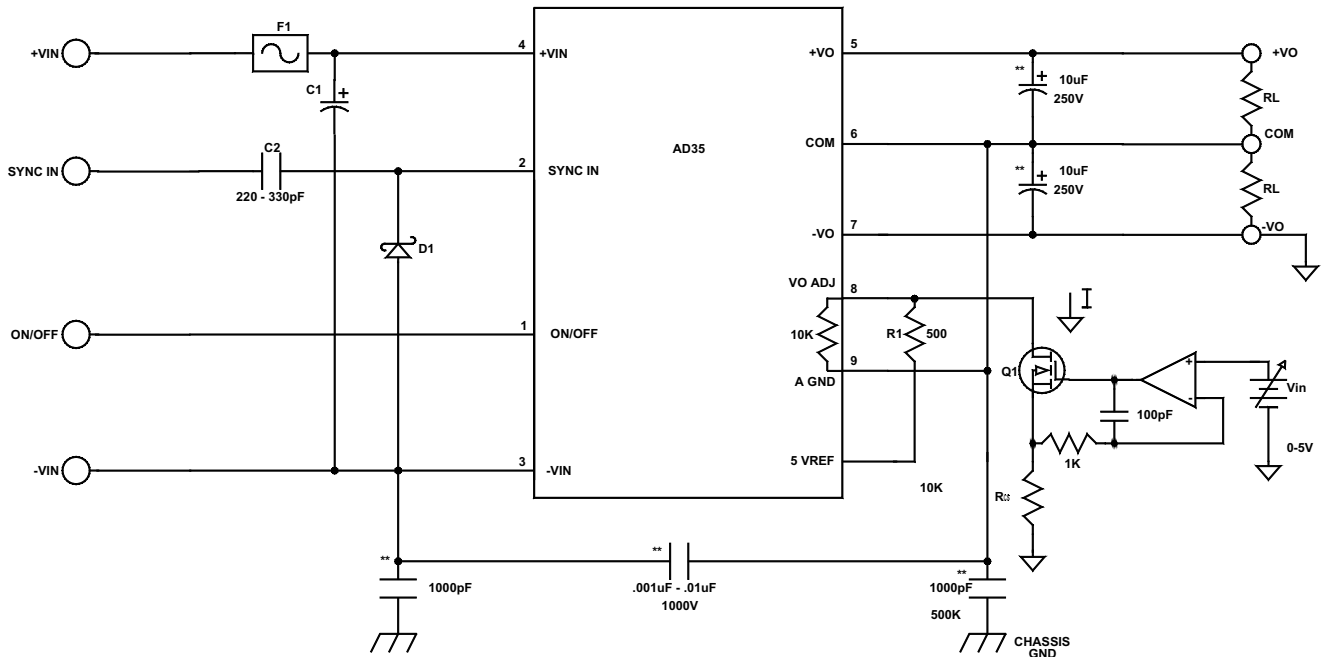 F1
+VIN
4
+VIN
+VO
5
+VO
C1
+
**
+
10uF
250V
RL
AD35
COM
6
COM
C2
SYNC IN
2
SYNC IN
220 - 330pF
**
+
10uF
250V
RL
D1
-VO
7
-VO
VO ADJ
8
I
ON/OFF
1
ON/OFF
10K
R1
500
9
A GND
Q1
+
-
Vin
100pF
0-5V
1K
-VIN
3
-VIN
5 VREF
10K
**
1000pF
**
.001uF - .01uF
1000V
**
1000pF
500K
CHASSIS
GND